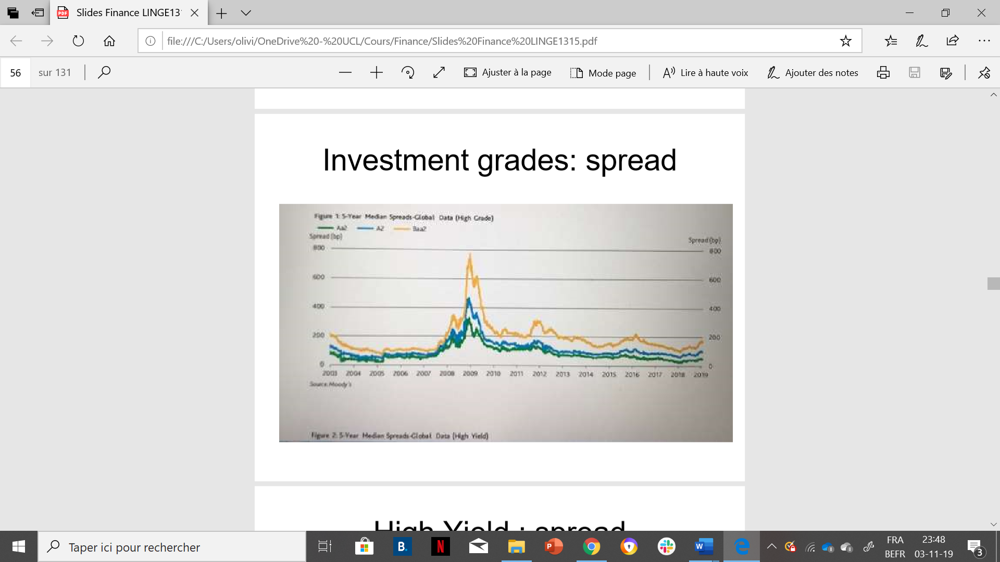 Slides Finance LINGE13
file:///C:/Users/olivi/OneDrive%20-%20UCL/Cours/Finance/Slides%20Finance%20LINGE1315.pdf
56 sur 131
Ajuster à la page
Mode page
Lire à haute voix
Ajouter des notes
Investment grades: spread
Figure 1: 5-Year Median Spreads-Global Data (High Grade)
Aa2 A2 Baa2
Spread (bp) Spread (bp)
800 800
600 600
400 400
200 200
0 0
2003 2004 2005 2006 2007 2008 2009 2010 2011 2012 2013 2014 2015 2016 2017 2018 2019
Source: Moody's
Figure 2: 5-Year Median Spreads-Global Data (High Yield)
High Yield : spread
Taper ici pour rechercher
B.
N
P
W
FRA
BEFR
23:48
03-11-19
3